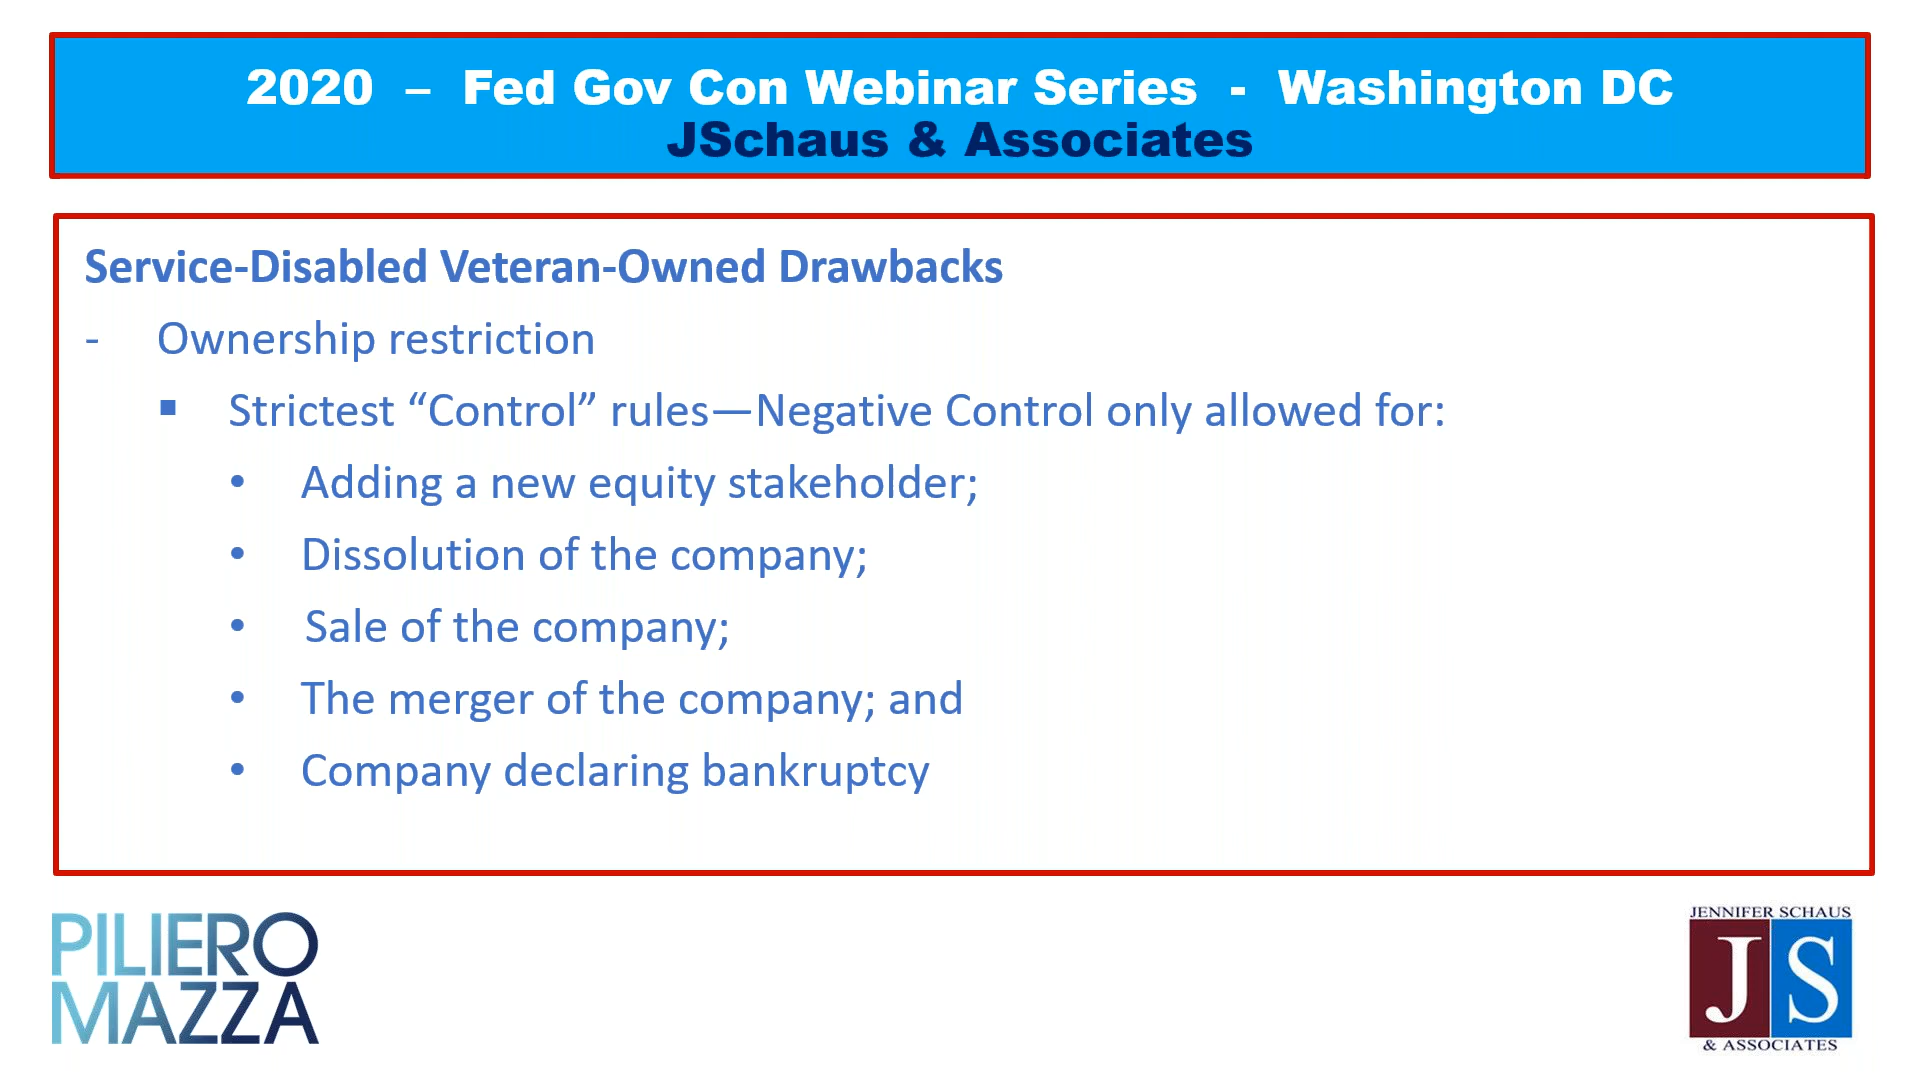 2020 – Fed Gov Con Webinar Series - Washington DC
JSchaus & Associates
Service-Disabled Veteran-Owned Drawbacks
- Ownership restriction
▪ Strictest “Control” rules—Negative Control only allowed for:
• Adding a new equity stakeholder;
• Dissolution of the company;
• Sale of the company;
• The merger of the company; and
• Company declaring bankruptcy
PILIERO
MAZZA
JENNIFER SCHAUS
JS
& ASSOCIATES